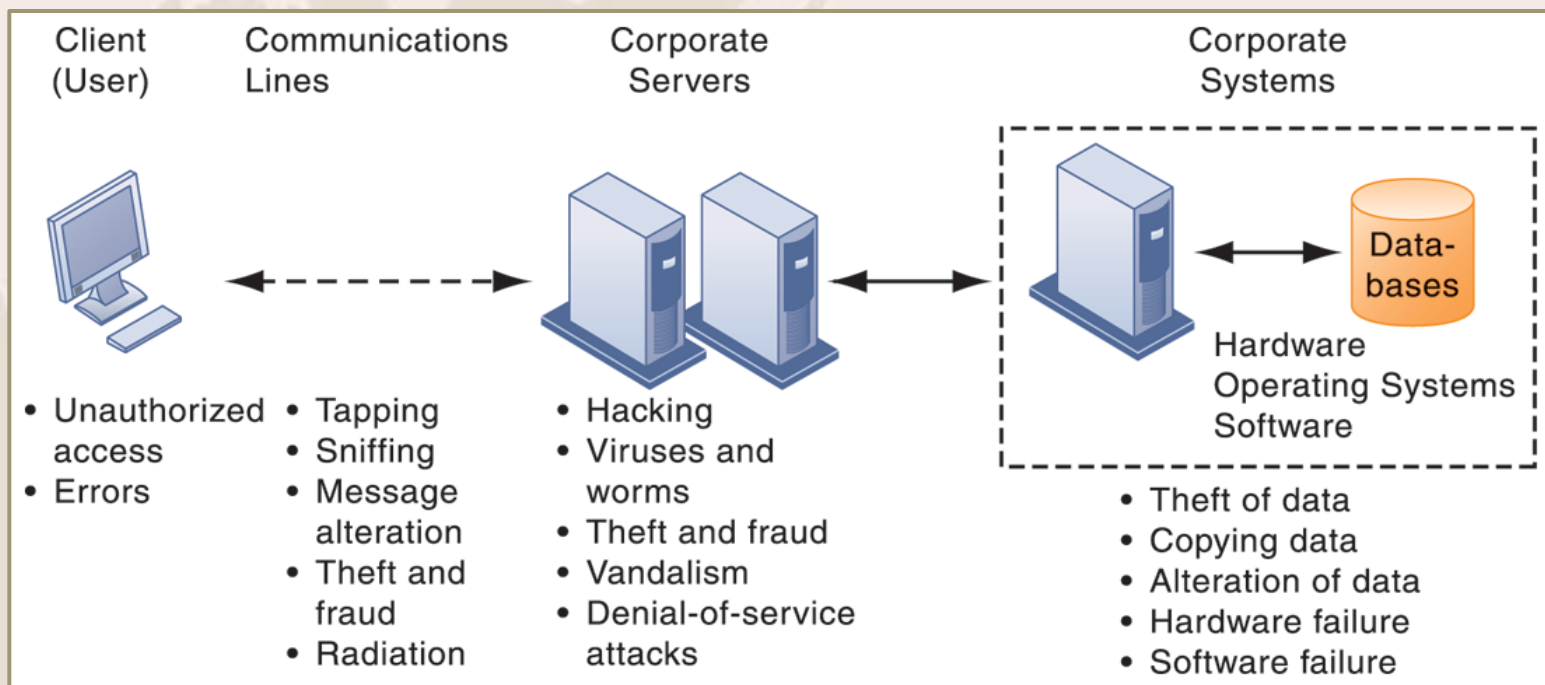 Client
(User)
Communications
Lines
Corporate
Servers
Corporate
Systems
Data-
bases
Hardware
Operating Systems
Software
• Unauthorized
access
• Errors
• Tapping
• Sniffing
• Message
alteration
• Theft and
fraud
• Radiation
• Hacking
• Viruses and
worms
• Theft and fraud
• Vandalism
• Denial-of-service
attacks
• Theft of data
• Copying data
• Alteration of data
• Hardware failure
• Software failure